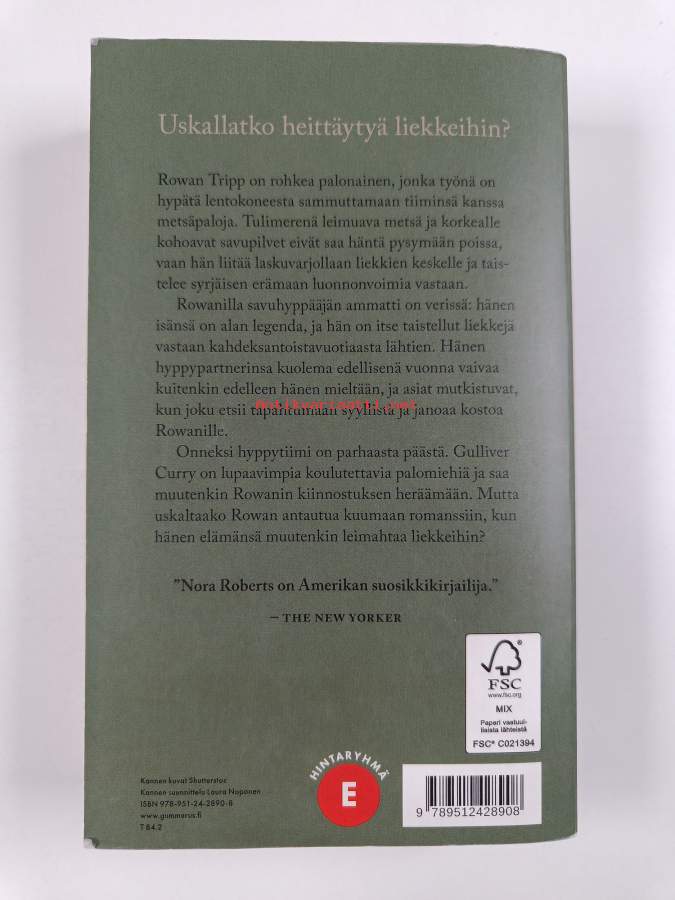 Uskallatko heittäytyä liekkeihin?
Rowan Tripp on rohkea palonainen, jonka työnä on
hypätä lentokoneesta sammuttamaan tiiminsä kanssa
metsäpaloja. Tulimerenä leimuava metsä ja korkealle
kohoavat savupilvet eivät saa häntä pysymään poissa,
vaan hän liitää laskuvarjollaan liekkien keskelle ja tais-
telee syrjäisen erämaan luonnonvoimia vastaan.
Rowanilla savuhyppääjän ammatti on verissä: hänen
isänsä on alan legenda, ja hän on itse taistellut liekkejä
vastaan kahdeksantoistavuotiaasta lähtien. Hänen
hyppypartnerinsa kuolema edellisenä vuonna vaivaa
kuitenkin edelleen hänen mieltään, ja asiat mutkistuvat,
kun joku etsii tapahtumaan syyllistä ja janoaa kostoa
Antikvariaatti.net
Rowanille.
Onneksi hyppytiimi on parhaasta päästä. Gulliver
Curry on lupaavimpia koulutettavia palomiehiä ja saa
muutenkin Rowanin kiinnostuksen heräämään. Mutta
uskaltaako Rowan antautua kuumaan romanssiin, kun
hänen elämänsä muutenkin leimahtaa liekkeihin?
”Nora Roberts on Amerikan suosikkikirjailija.”
– THE NEW YORKER
FSC
www.fsc.org
MIX
Paperi vastuul-
lisista lähteistä
FSC® C021394
Kannen kuvat Shutterstoc
Kannen suunnittelu Laura Noponen
ISBN 978-951-24-2890-8
www.gummerus.fi
T 84.2
HINTARYHMÄ
E
9 789512 428908